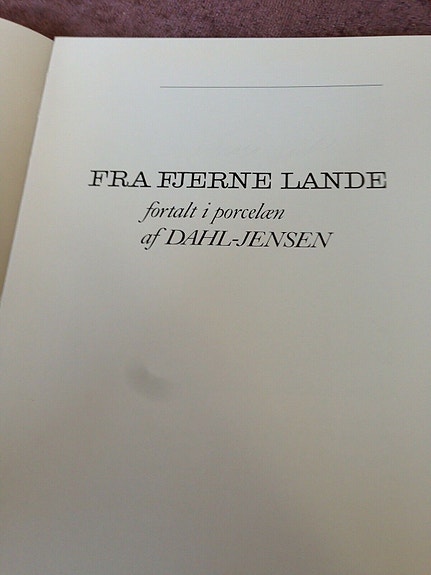 FRA FJERNE LANDE
fortalt i porcelæn
af DAHL-JENSEN